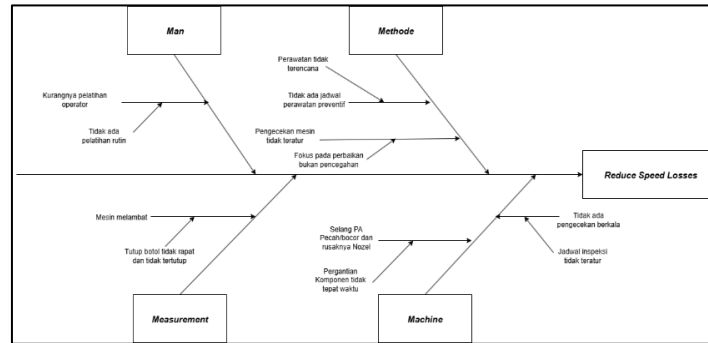 Man
Methode
Perawatan tidak
terencana
Kurangnya pelatihan
operator
Tidak ada jadwal
perawatan preventif
Tidak ada
pelatihan rutin
Pengecekan mesin
tidak teratur
Fokus pada perbaikan
bukan pencegahan
Reduce Speed Losses
Mesin melambat
Tutup botol tidak rapat
dan tidak tertutup
Selang PA
Pecah/bocor dan
rusaknya Nozel
Tidak ada
pengecekan berkala
Pergantian
Komponen tidak
tepat waktu
Jadwal inspeksi
tidak teratur
Measurement
Machine